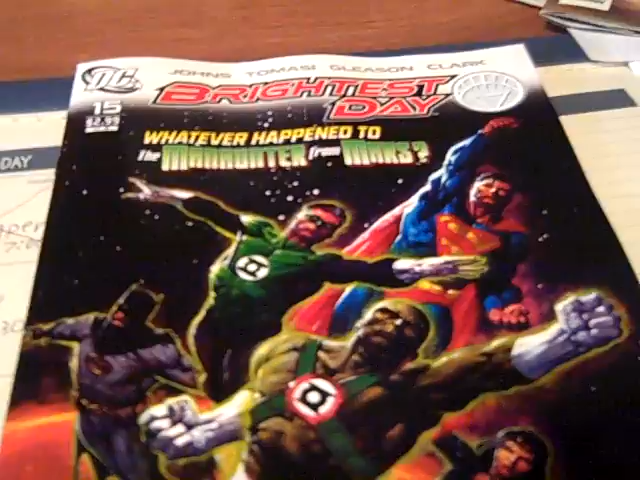 DC
JOHNS TOMASI GLEASON CLARK
BRIGHTEST
DAY
15
$2.99
WHATEVER HAPPENED TO
The MANHUNTER from MARS?
DAY